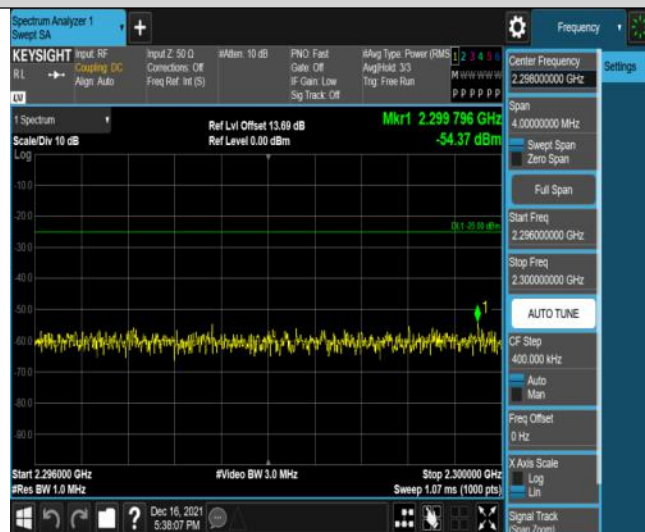 Spectrum Analyzer 1
Swept SA
Frequency
KEYSIGHT
RL
LU
Input: RF
Coupling: DC
Align: Auto
Input Z: 50 Ω
Corrections: Off
Freq Ref: Int (S)
#Atten: 10 dB
PNO: Fast
Gate: Off
IF Gain: Low
Sig Track: Off
#Avg Type: Power (RMS
Avg|Hold: 3/3
Trig: Free Run
1 2 3 4 5 6
M W W W W W
P P P P P P
1 Spectrum
Scale/Div 10 dB
Log
Ref Lvl Offset 13.69 dB
Ref Level 0.00 dBm
Mkr1 2.299 796 GHz
-54.37 dBm
-10.0
-20.0
DL1 -25.00 dBm
-30.0
-40.0
-50.0
1
-60.0
-70.0
-80.0
-90.0
Start 2.296000 GHz
#Res BW 1.0 MHz
#Video BW 3.0 MHz
Stop 2.300000 GHz
Sweep 1.07 ms (1000 pts)
Dec 16, 2021
5:38:07 PM
Center Frequency
2.298000000 GHz
Settings
Span
4.00000000 MHz
Swept Span
Zero Span
Full Span
Start Freq
2.296000000 GHz
Stop Freq
2.300000000 GHz
AUTO TUNE
CF Step
400.000 kHz
Auto
Man
Freq Offset
0 Hz
X Axis Scale
Log
Lin
Signal Track
(Span Zoom)